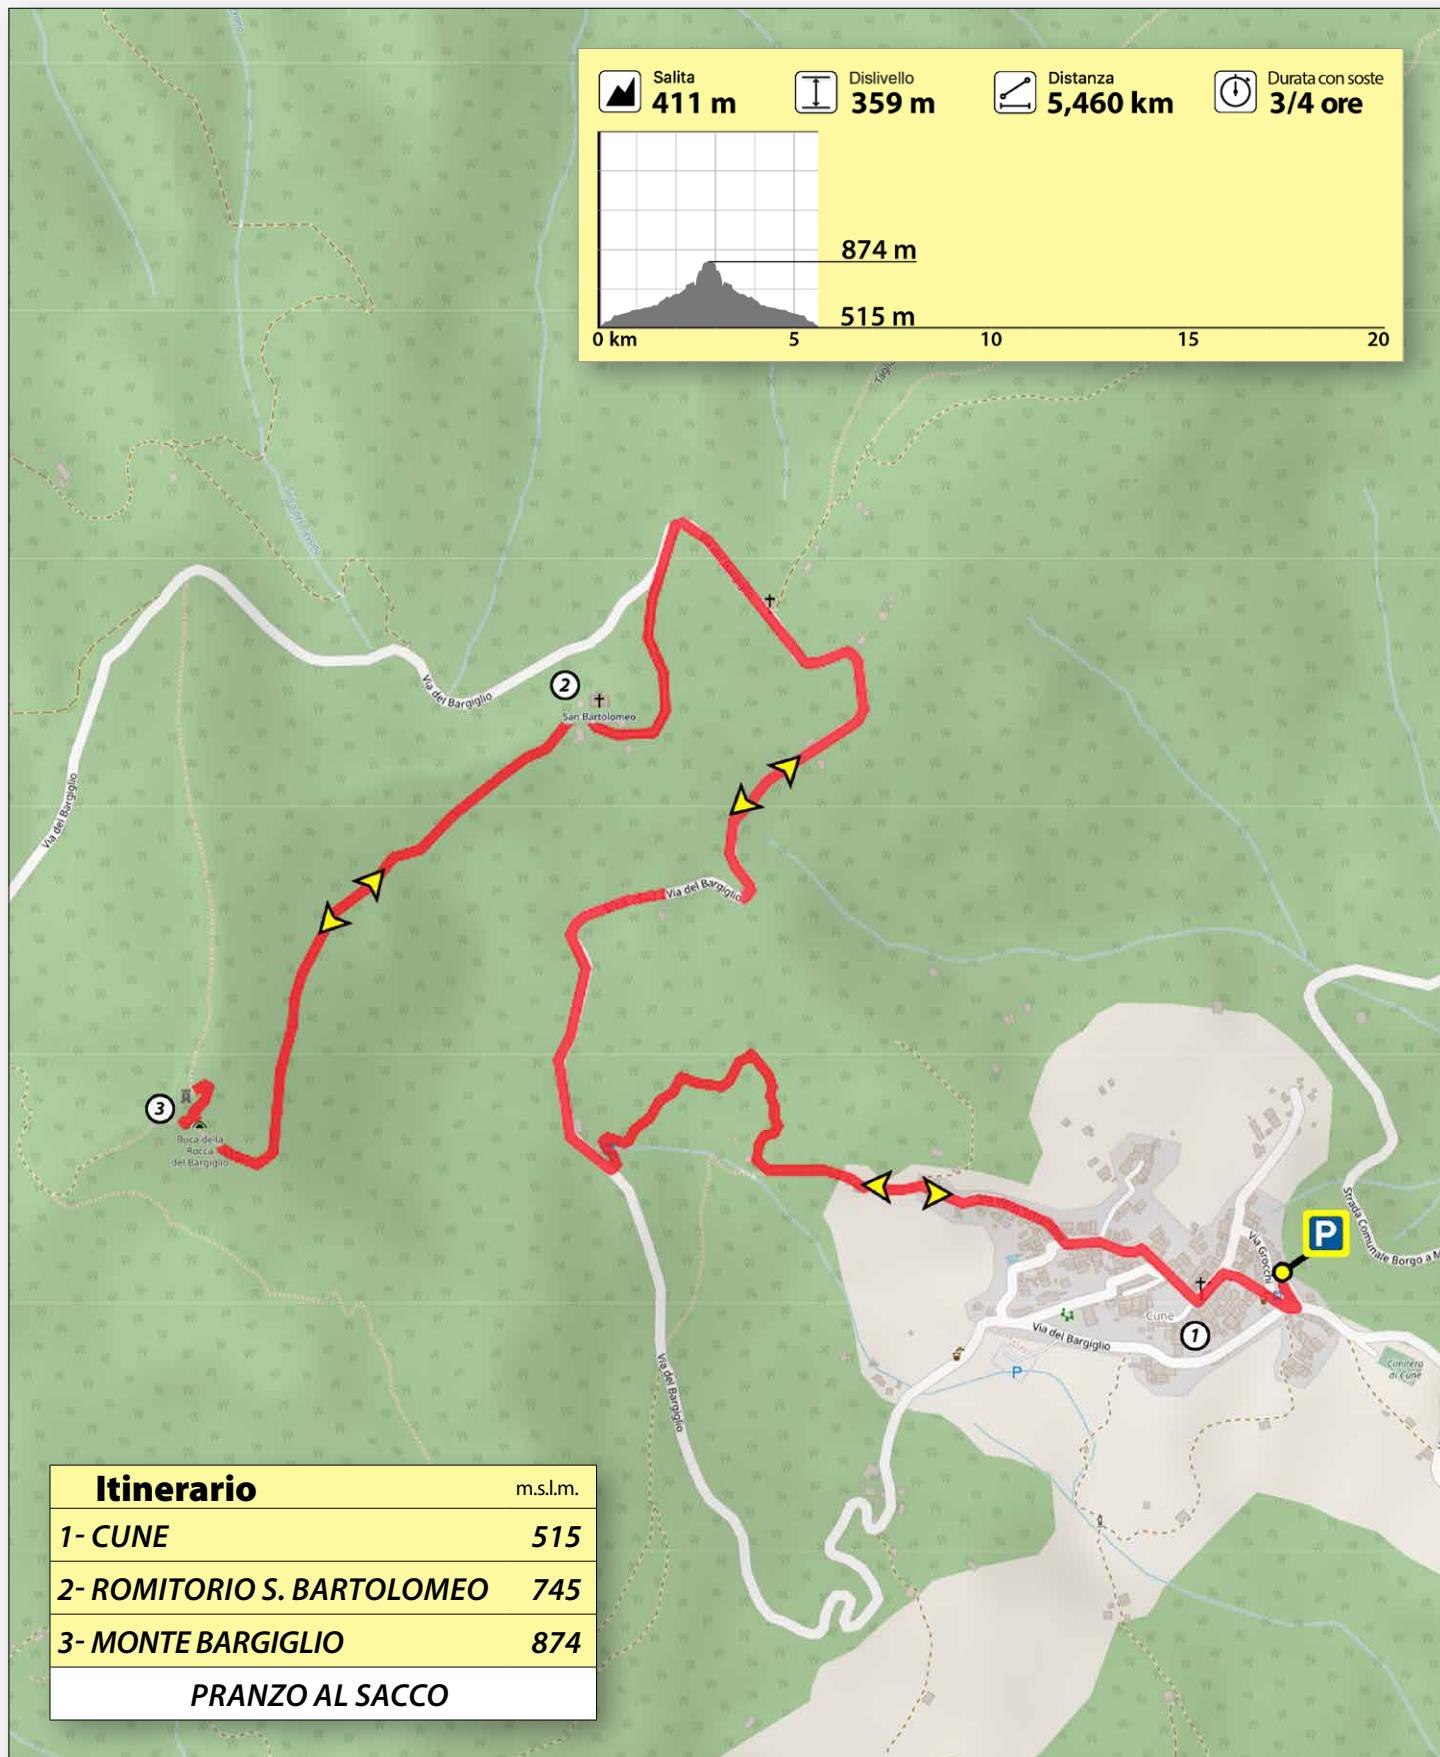 Salita
411 m
Dislivello
359 m
Distanza
5,460 km
Durata con soste
3/4 ore
874 m
515 m
0 km 5 10 15 20
2
San Bartolomeo
Via del Bargiglio
Via del Bargiglio
Via del Bargiglio
3
Buca della
Rocca
del Bargiglio
P
Via Grocchi
Strada Comunale Borgo a M
Cune
1
Via del Bargiglio
P
Cimitero
di Cune
Via del Bargiglio
Itinerario m.s.l.m.
1- CUNE 515
2- ROMITORIO S. BARTOLOMEO 745
3- MONTE BARGIGLIO 874
PRANZO AL SACCO